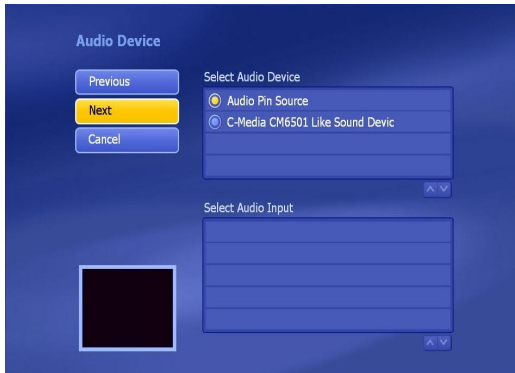 Audio Device
Previous
Next
Cancel
Select Audio Device
Audio Pin Source
C-Media CM6501 Like Sound Devic
Select Audio Input